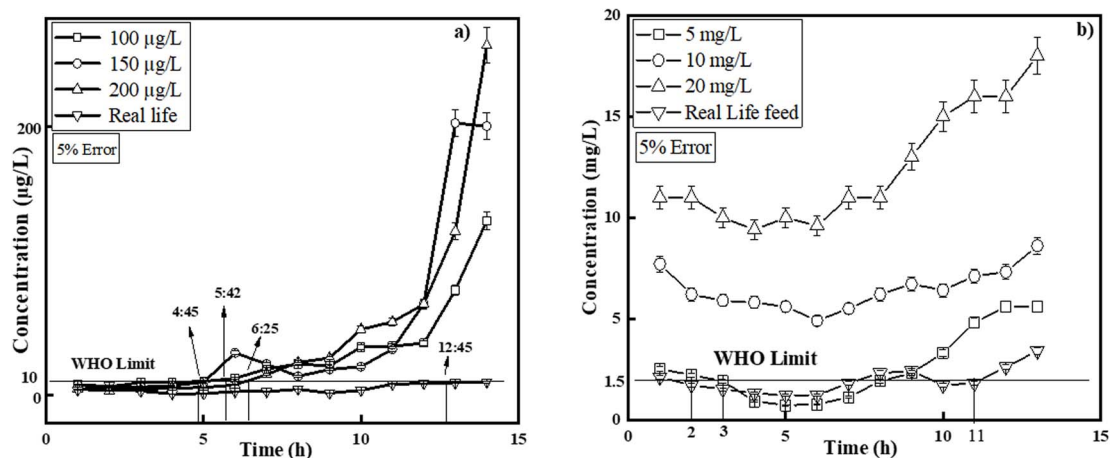 a)
100 µg/L
150 µg/L
200 µg/L
Real life
5% Error
200
10
0
Concentration (µg/L)
WHO Limit
4:45
5:42
6:25
12:45
0
5
10
15
Time (h)
b)
5 mg/L
10 mg/L
20 mg/L
Real Life feed
5% Error
20
15
10
5
1.5
0
Concentration (mg/L)
WHO Limit
0
2
3
5
10
11
15
Time (h)